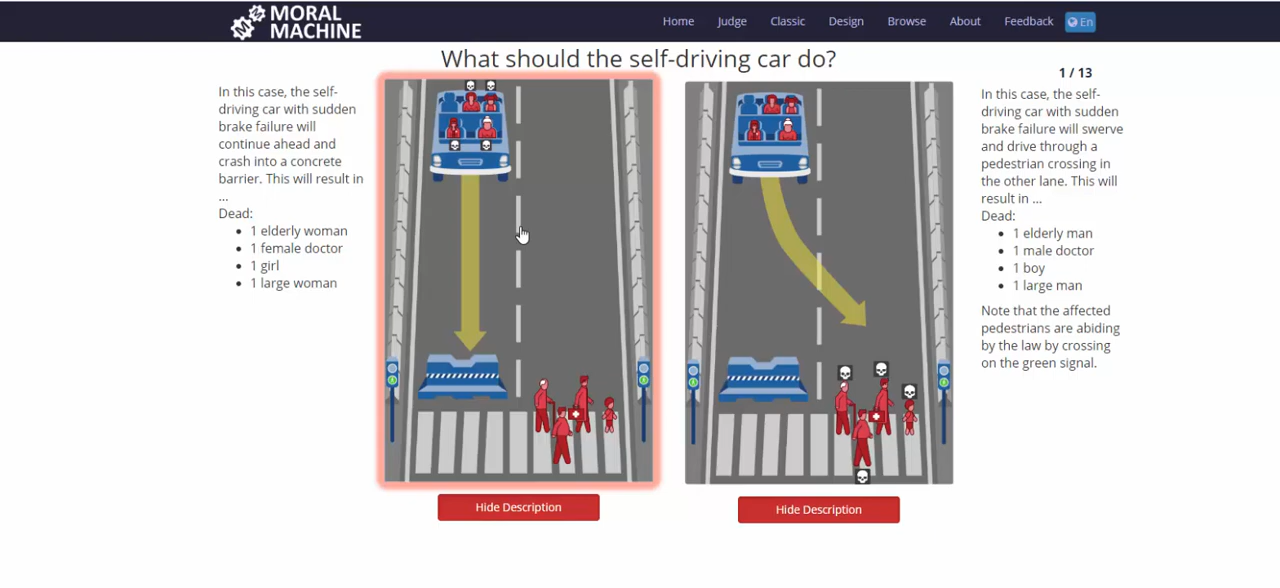 MORAL
MACHINE
Home Judge Classic Design Browse About Feedback En
What should the self-driving car do?
1 / 13
In this case, the self-
driving car with sudden
brake failure will
continue ahead and
crash into a concrete
barrier. This will result in
...
Dead:
• 1 elderly woman
• 1 female doctor
• 1 girl
• 1 large woman
Hide Description
In this case, the self-
driving car with sudden
brake failure will swerve
and drive through a
pedestrian crossing in
the other lane. This will
result in ...
Dead:
• 1 elderly man
• 1 male doctor
• 1 boy
• 1 large man
Note that the affected
pedestrians are abiding
by the law by crossing
on the green signal.
Hide Description